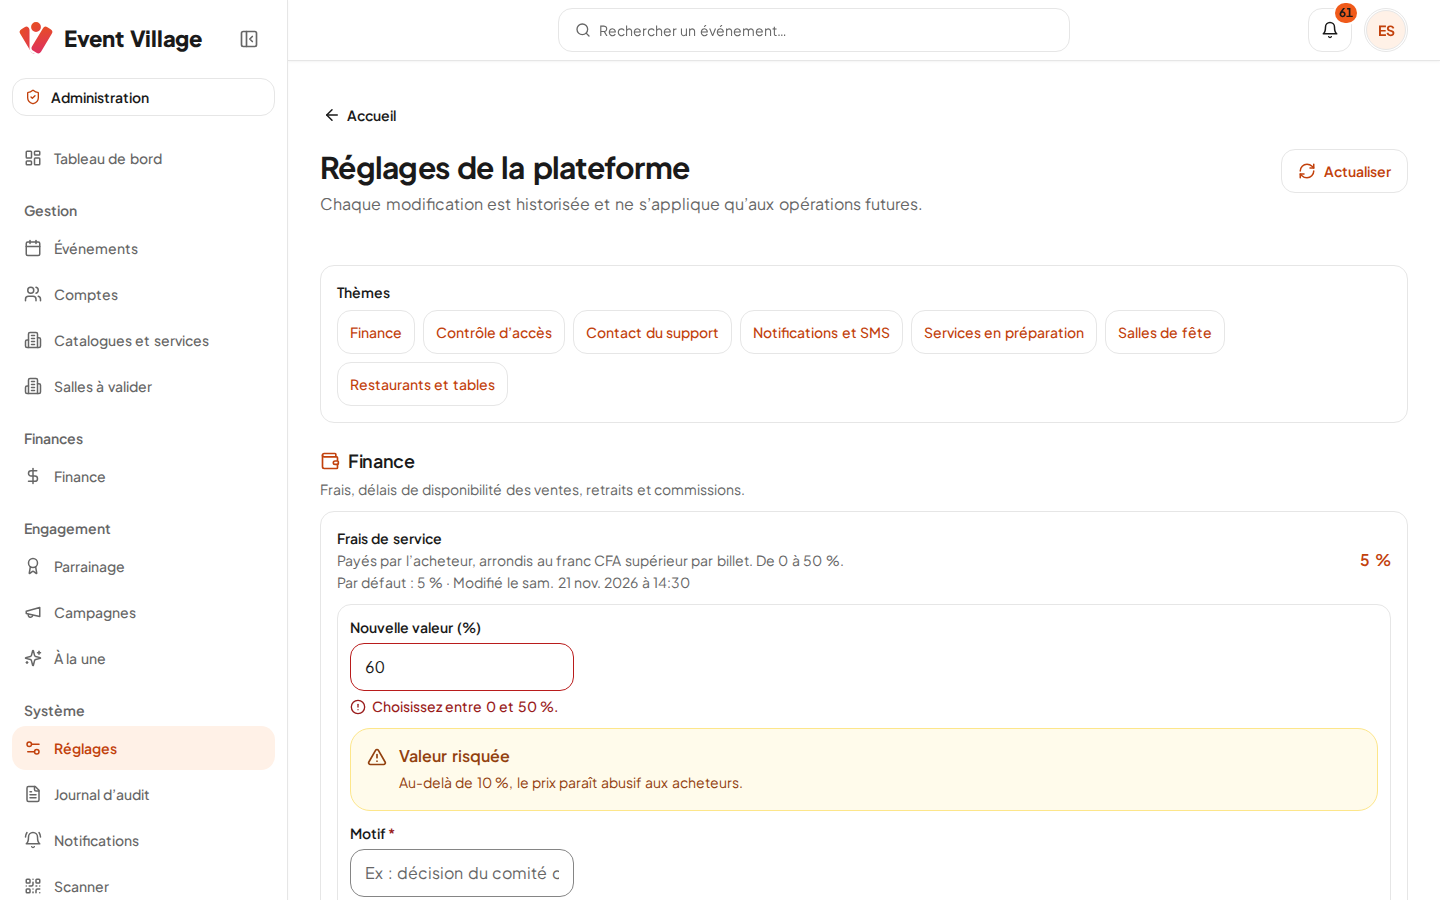 Event Village
Rechercher un événement…
61
ES
Administration
Tableau de bord
Gestion
Événements
Comptes
Catalogues et services
Salles à valider
Finances
Finance
Engagement
Parrainage
Campagnes
À la une
Système
Réglages
Journal d’audit
Notifications
Scanner
Accueil
Réglages de la plateforme
Chaque modification est historisée et ne s’applique qu’aux opérations futures.
Actualiser
Thèmes
Finance
Contrôle d’accès
Contact du support
Notifications et SMS
Services en préparation
Salles de fête
Restaurants et tables
Finance
Frais, délais de disponibilité des ventes, retraits et commissions.
Frais de service
Payés par l’acheteur, arrondis au franc CFA supérieur par billet. De 0 à 50 %.
Par défaut : 5 % · Modifié le sam. 21 nov. 2026 à 14:30
5 %
Nouvelle valeur (%)
60
Choisissez entre 0 et 50 %.
Valeur risquée
Au-delà de 10 %, le prix paraît abusif aux acheteurs.
Motif *
Ex : décision du comité c